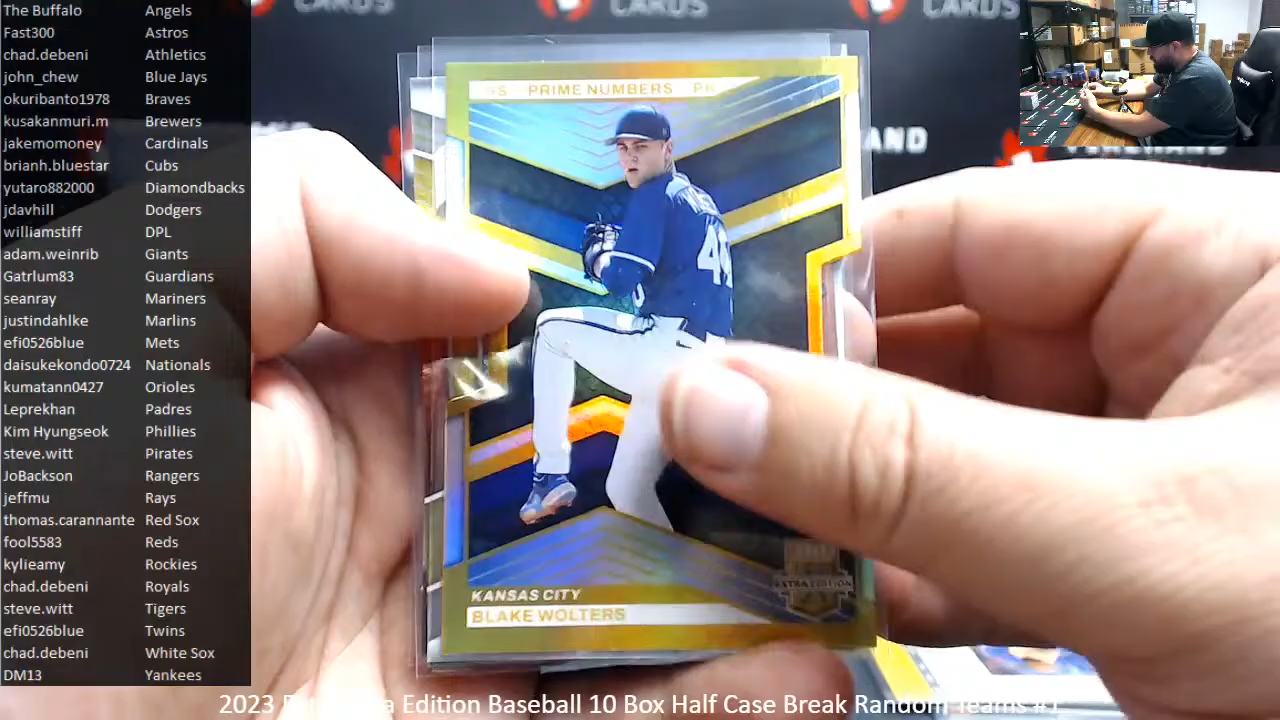 The Buffalo Angels
Fast300 Astros
chad.debeni Athletics
john_chew Blue Jays
okuribanto1978 Braves
kusakanmuri.m Brewers
jakemomoney Cardinals
brianh.bluestar Cubs
yutaro882000 Diamondbacks
jdavhill Dodgers
williamstiff DPL
adam.weinrib Giants
Gatrlum83 Guardians
seanray Mariners
justindahlke Marlins
efi0526blue Mets
daisukekondo0724 Nationals
kumatann0427 Orioles
Leprekhan Padres
Kim Hyungseok Phillies
steve.witt Pirates
JoBackson Rangers
jeffmu Rays
thomas.carannante Red Sox
fool5583 Reds
kylieamy Rockies
chad.debeni Royals
steve.witt Tigers
efi0526blue Twins
chad.debeni White Sox
DM13 Yankees
CARDS
CARDS
CARDS
PRIME NUMBERS
EXTRA EDITION
KANSAS CITY
BLAKE WOLTERS
2023 Edition Baseball 10 Box Half Case Break Random Teams #1